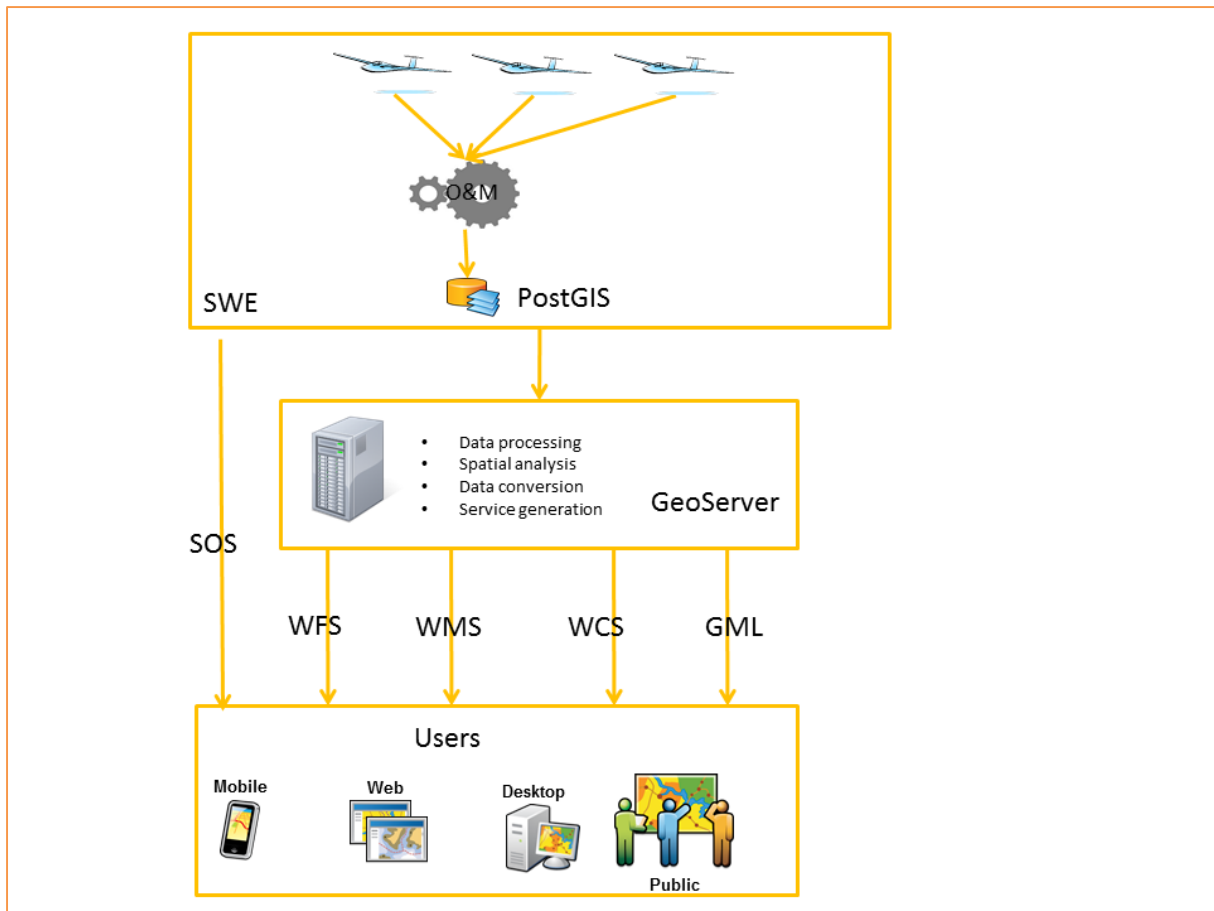 O&M
SWE
PostGIS
• Data processing
• Spatial analysis
• Data conversion
• Service generation
GeoServer
SOS
WFS
WMS
WCS
GML
Users
Mobile
Web
Desktop
Public